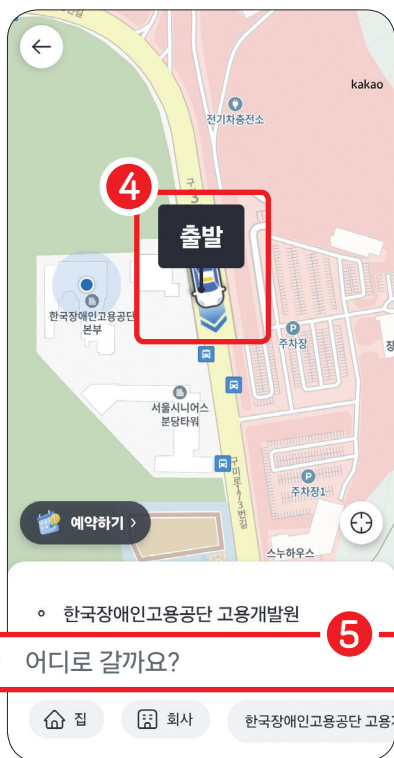 kakao
전기차충전소
4
구
3
출발
한국장애인고용공단
본부
주차장
장
서울시니어스
분당타워
구미로173번길
주차장1
예약하기 >
스누하우스
한국장애인고용공단 고용개발원
5
어디로 갈까요?
집
회사
한국장애인고용공단 고용